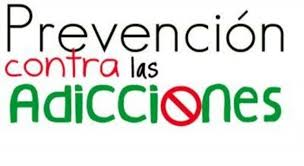 Prevención
contra las
Adicciones